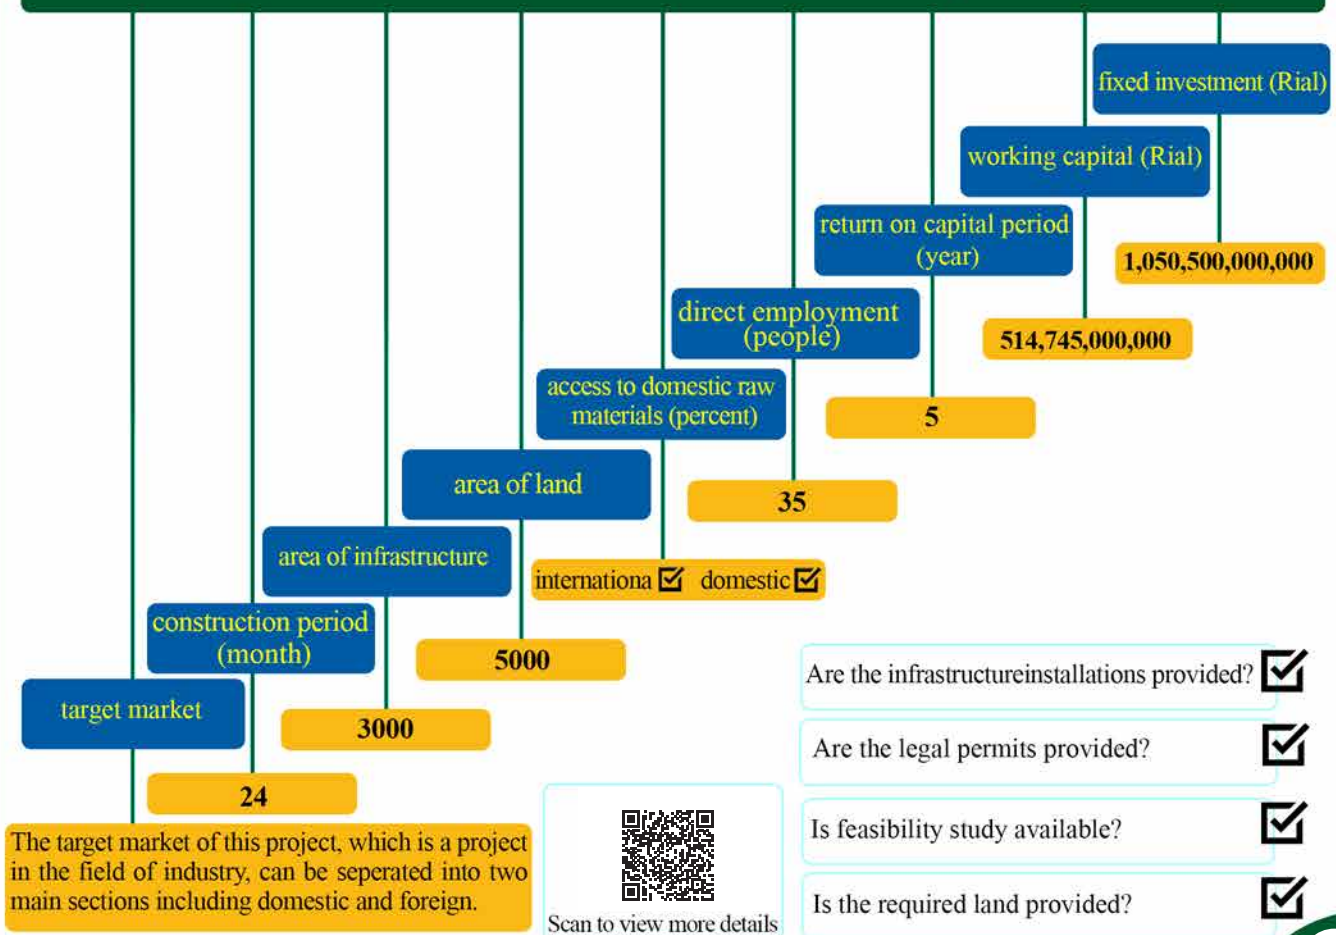 fixed investment (Rial)
1,050,500,000,000
working capital (Rial)
514,745,000,000
return on capital period
(year)
5
direct employment
(people)
35
access to domestic raw
materials (percent)
internationa domestic
area of land
5000
area of infrastructure
3000
construction period
(month)
24
target market
The target market of this project, which is a project
in the field of industry, can be seperated into two
main sections including domestic and foreign.
Scan to view more details
Are the infrastructureinstallations provided?
Are the legal permits provided?
Is feasibility study available?
Is the required land provided?